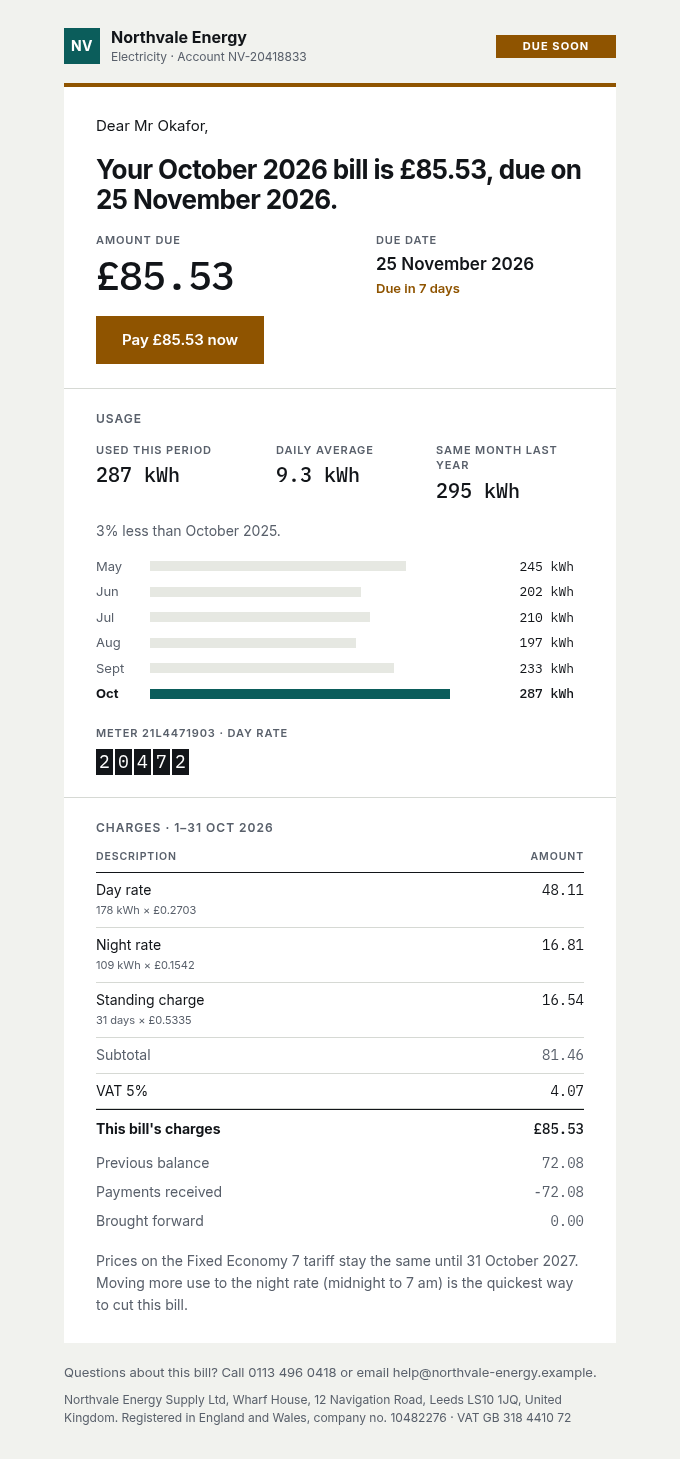 NV
Northvale Energy
Electricity · Account NV-20418833
DUE SOON
Dear Mr Okafor,
Your October 2026 bill is £85.53, due on
25 November 2026.
AMOUNT DUE
£85.53
DUE DATE
25 November 2026
Due in 7 days
Pay £85.53 now
USAGE
USED THIS PERIOD
287 kWh
DAILY AVERAGE
9.3 kWh
SAME MONTH LAST
YEAR
295 kWh
3% less than October 2025.
May 245 kWh
Jun 202 kWh
Jul 210 kWh
Aug 197 kWh
Sept 233 kWh
Oct 287 kWh
METER 21L4471903 · DAY RATE
20472
CHARGES · 1–31 OCT 2026
DESCRIPTION AMOUNT
Day rate 48.11
178 kWh × £0.2703
Night rate 16.81
109 kWh × £0.1542
Standing charge 16.54
31 days × £0.5335
Subtotal 81.46
VAT 5% 4.07
This bill's charges £85.53
Previous balance 72.08
Payments received -72.08
Brought forward 0.00
Prices on the Fixed Economy 7 tariff stay the same until 31 October 2027.
Moving more use to the night rate (midnight to 7 am) is the quickest way
to cut this bill.
Questions about this bill? Call 0113 496 0418 or email help@northvale-energy.example.
Northvale Energy Supply Ltd, Wharf House, 12 Navigation Road, Leeds LS10 1JQ, United
Kingdom. Registered in England and Wales, company no. 10482276 · VAT GB 318 4410 72